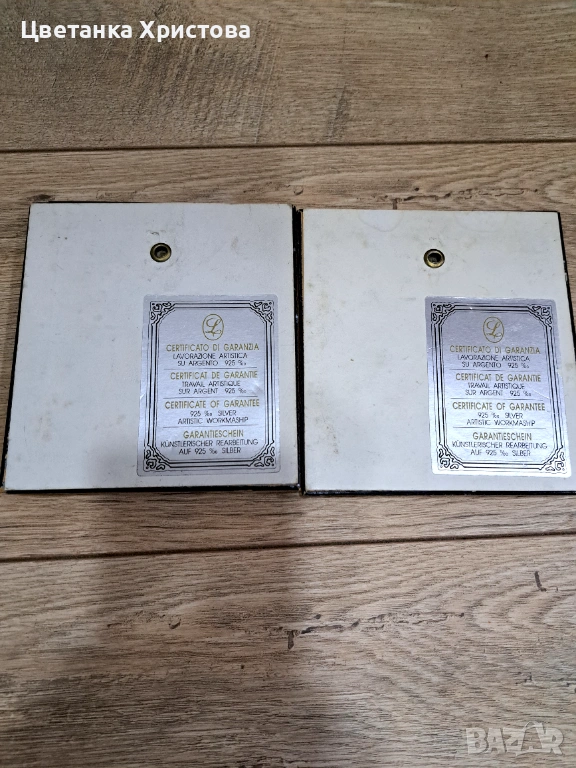 Цветанка Христова
L
CERTIFICATO DI GARANZIA
LAVORAZIONE ARTISTICA
SU ARGENTO 925 ‰
CERTIFICAT DE GARANTIE
TRAVAIL ARTISTIQUE
SUR ARGENT 925 ‰
CERTIFICATE OF GARANTEE
925 ‰ SILVER
ARTISTIC WORKMASHIP
GARANTIESCHEIN
KÜNSTLERISCHER REARBEITUNG
AUF 925 ‰ SILBER
L
CERTIFICATO DI GARANZIA
LAVORAZIONE ARTISTICA
SU ARGENTO 925 ‰
CERTIFICAT DE GARANTIE
TRAVAIL ARTISTIQUE
SUR ARGENT 925 ‰
CERTIFICATE OF GARANTEE
925 ‰ SILVER
ARTISTIC WORKMASHIP
GARANTIESCHEIN
KÜNSTLERISCHER REARBEITUNG
AUF 925 ‰ SILBER
BAZAR